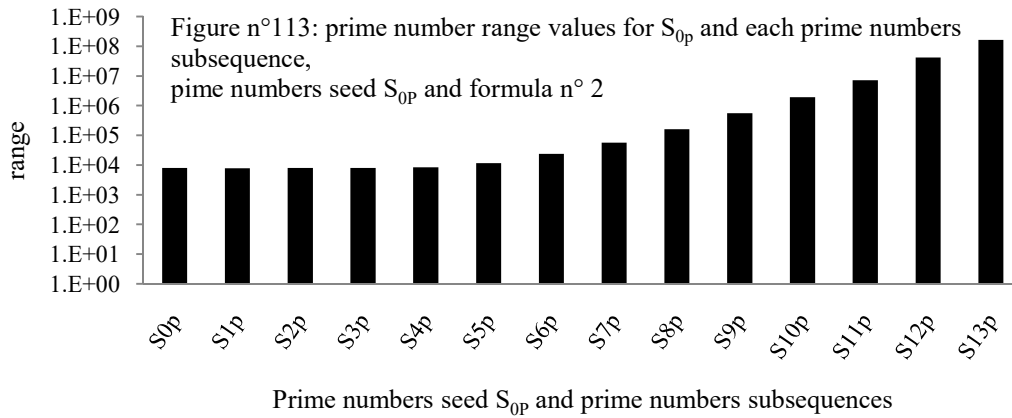 Figure n°113: prime number range values for S0p and each prime numbers
subsequence,
pime numbers seed S0P and formula n° 2
1.E+09
1.E+08
1.E+07
1.E+06
1.E+05
1.E+04
1.E+03
1.E+02
1.E+01
1.E+00
range
S0p
S1p
S2p
S3p
S4p
S5p
S6p
S7p
S8p
S9p
S10p
S11p
S12p
S13p
Prime numbers seed S0P and prime numbers subsequences